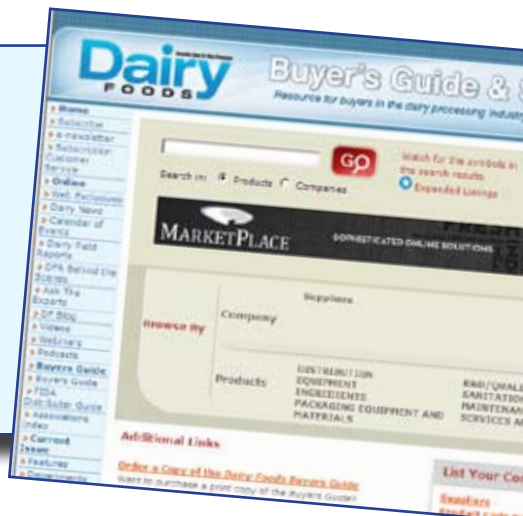 Dairy
FOODS
Buyer's Guide &
Resource for buyers in the dairy processing industry
Home
Subscribe
e-newsletter
Subscription
Customer
Service
Online
Web Exclusives
Dairy News
Calendar of
Events
Dairy Field
Reports
Behind the
Scenes
Ask The
Experts
DF Blog
Videos
Webinars
Podcasts
Buyers Guide
Buyers Guide
Distributor Guide
Associations
Index
Current
Issue
Features
Departments
GO
Watch for the symbols in
the search results:
Expanded Listings
Search in: Products Companies
MARKETPLACE
SOPHISTICATED ONLINE SOLUTIONS
FRESH
Browse By
Suppliers
Company
Products
DISTRIBUTION
EQUIPMENT
INGREDIENTS
PACKAGING EQUIPMENT AND
MATERIALS
SANITATION
SERVICES
Additional Links
Order a Copy of the Dairy Foods Buyers Guide
Want to purchase a print copy of the Buyers Guide?
List Your
Suppliers